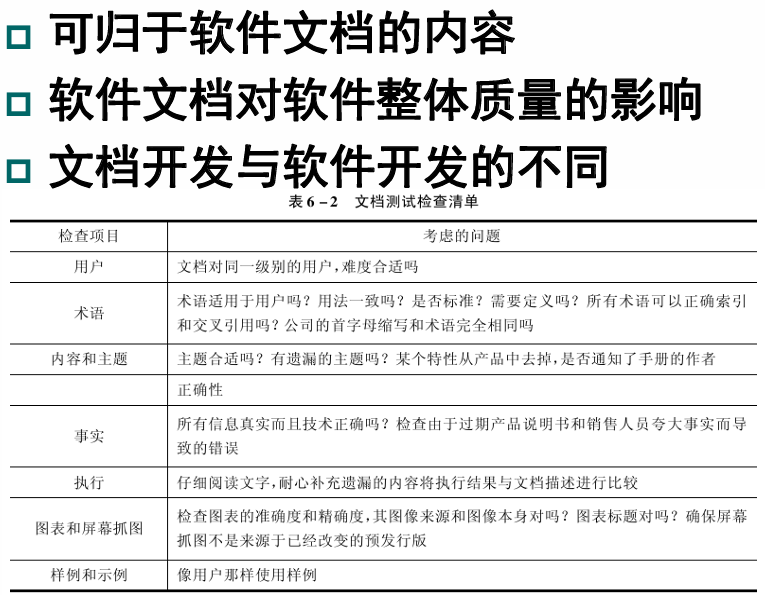 可归于软件文档的内容
软件文档对软件整体质量的影响
文档开发与软件开发的不同
表6-2 文档测试检查清单
检查项目 考虑的问题
用户 文档对同一级别的用户,难度合适吗
术语 术语适用于用户吗?用法一致吗?是否标准?需要定义吗?所有术语可以正确索引
和交叉引用吗?公司的首字母缩写和术语完全相同吗
内容和主题 主题合适吗?有遗漏的主题吗?某个特性从产品中去掉,是否通知了手册的作者
正确性
事实 所有信息真实而且技术正确吗?检查由于过期产品说明书和销售人员夸大事实而导
致的错误
执行 仔细阅读文字,耐心补充遗漏的内容将执行结果与文档描述进行比较
图表和屏幕抓图 检查图表的准确度和精确度,其图像来源和图像本身对吗?图表标题对吗?确保屏幕
抓图不是来源于已经改变的预发行版
样例和示例 像用户那样使用样例